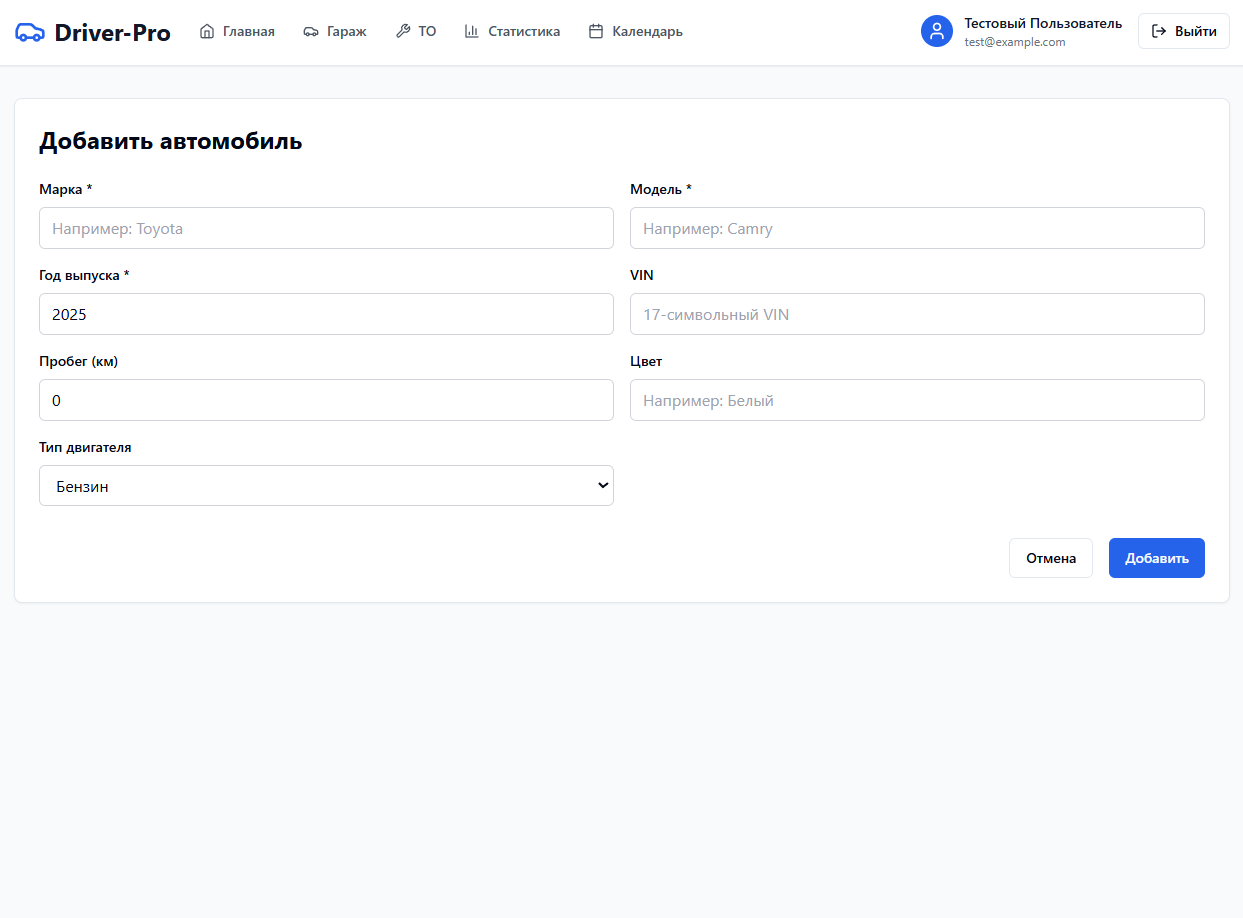 Driver-Pro
Главная
Гараж
ТО
Статистика
Календарь
Тестовый Пользователь
test@example.com
Выйти
Добавить автомобиль
Марка *
Модель *
Например: Toyota
Например: Camry
Год выпуска *
VIN
2025
17-символьный VIN
Пробег (км)
Цвет
0
Например: Белый
Тип двигателя
Бензин
Отмена
Добавить